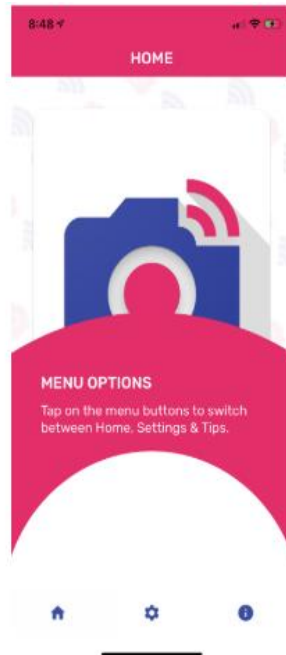 8:48
HOME
MENU OPTIONS
Tap on the menu buttons to switch
between Home, Settings & Tips.